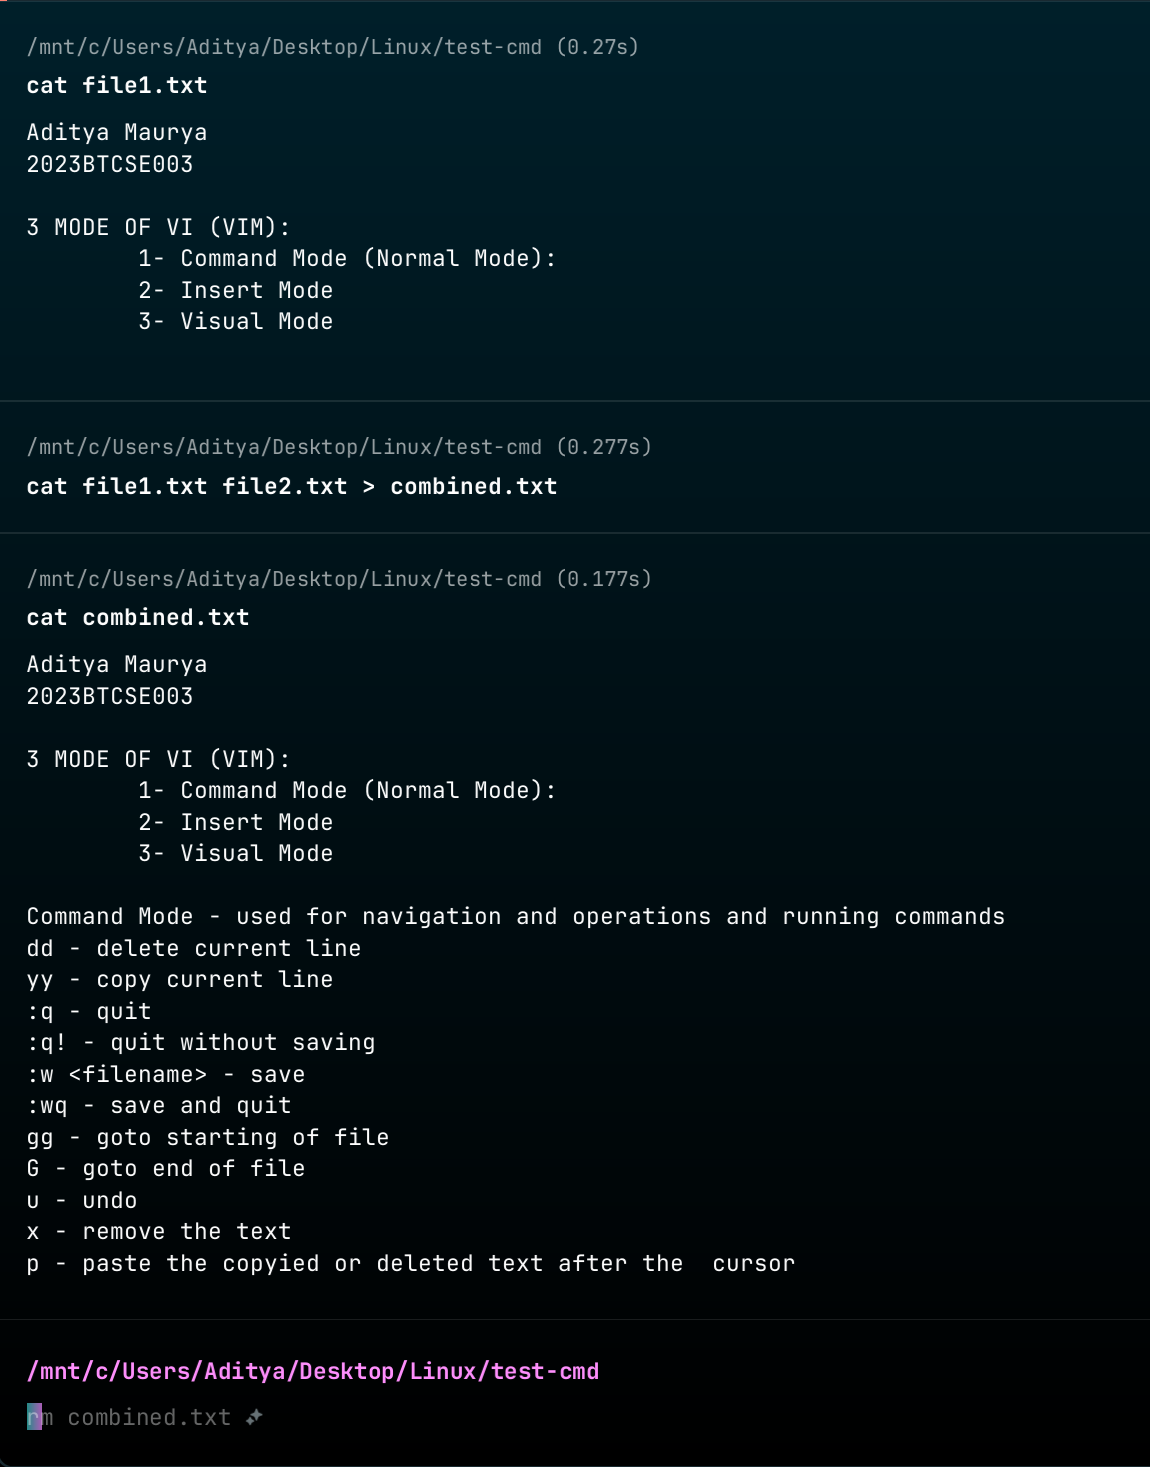 /mnt/c/Users/Aditya/Desktop/Linux/test-cmd (0.27s)
cat file1.txt
Aditya Maurya
2023BTCSE003

3 MODE OF VI (VIM):
        1- Command Mode (Normal Mode):
        2- Insert Mode
        3- Visual Mode

/mnt/c/Users/Aditya/Desktop/Linux/test-cmd (0.277s)
cat file1.txt file2.txt > combined.txt

/mnt/c/Users/Aditya/Desktop/Linux/test-cmd (0.177s)
cat combined.txt
Aditya Maurya
2023BTCSE003

3 MODE OF VI (VIM):
        1- Command Mode (Normal Mode):
        2- Insert Mode
        3- Visual Mode

Command Mode - used for navigation and operations and running commands
dd - delete current line
yy - copy current line
:q - quit
:q! - quit without saving
:w <filename> - save
:wq - save and quit
gg - goto starting of file
G - goto end of file
u - undo
x - remove the text
p - paste the copyied or deleted text after the  cursor

/mnt/c/Users/Aditya/Desktop/Linux/test-cmd
rm combined.txt